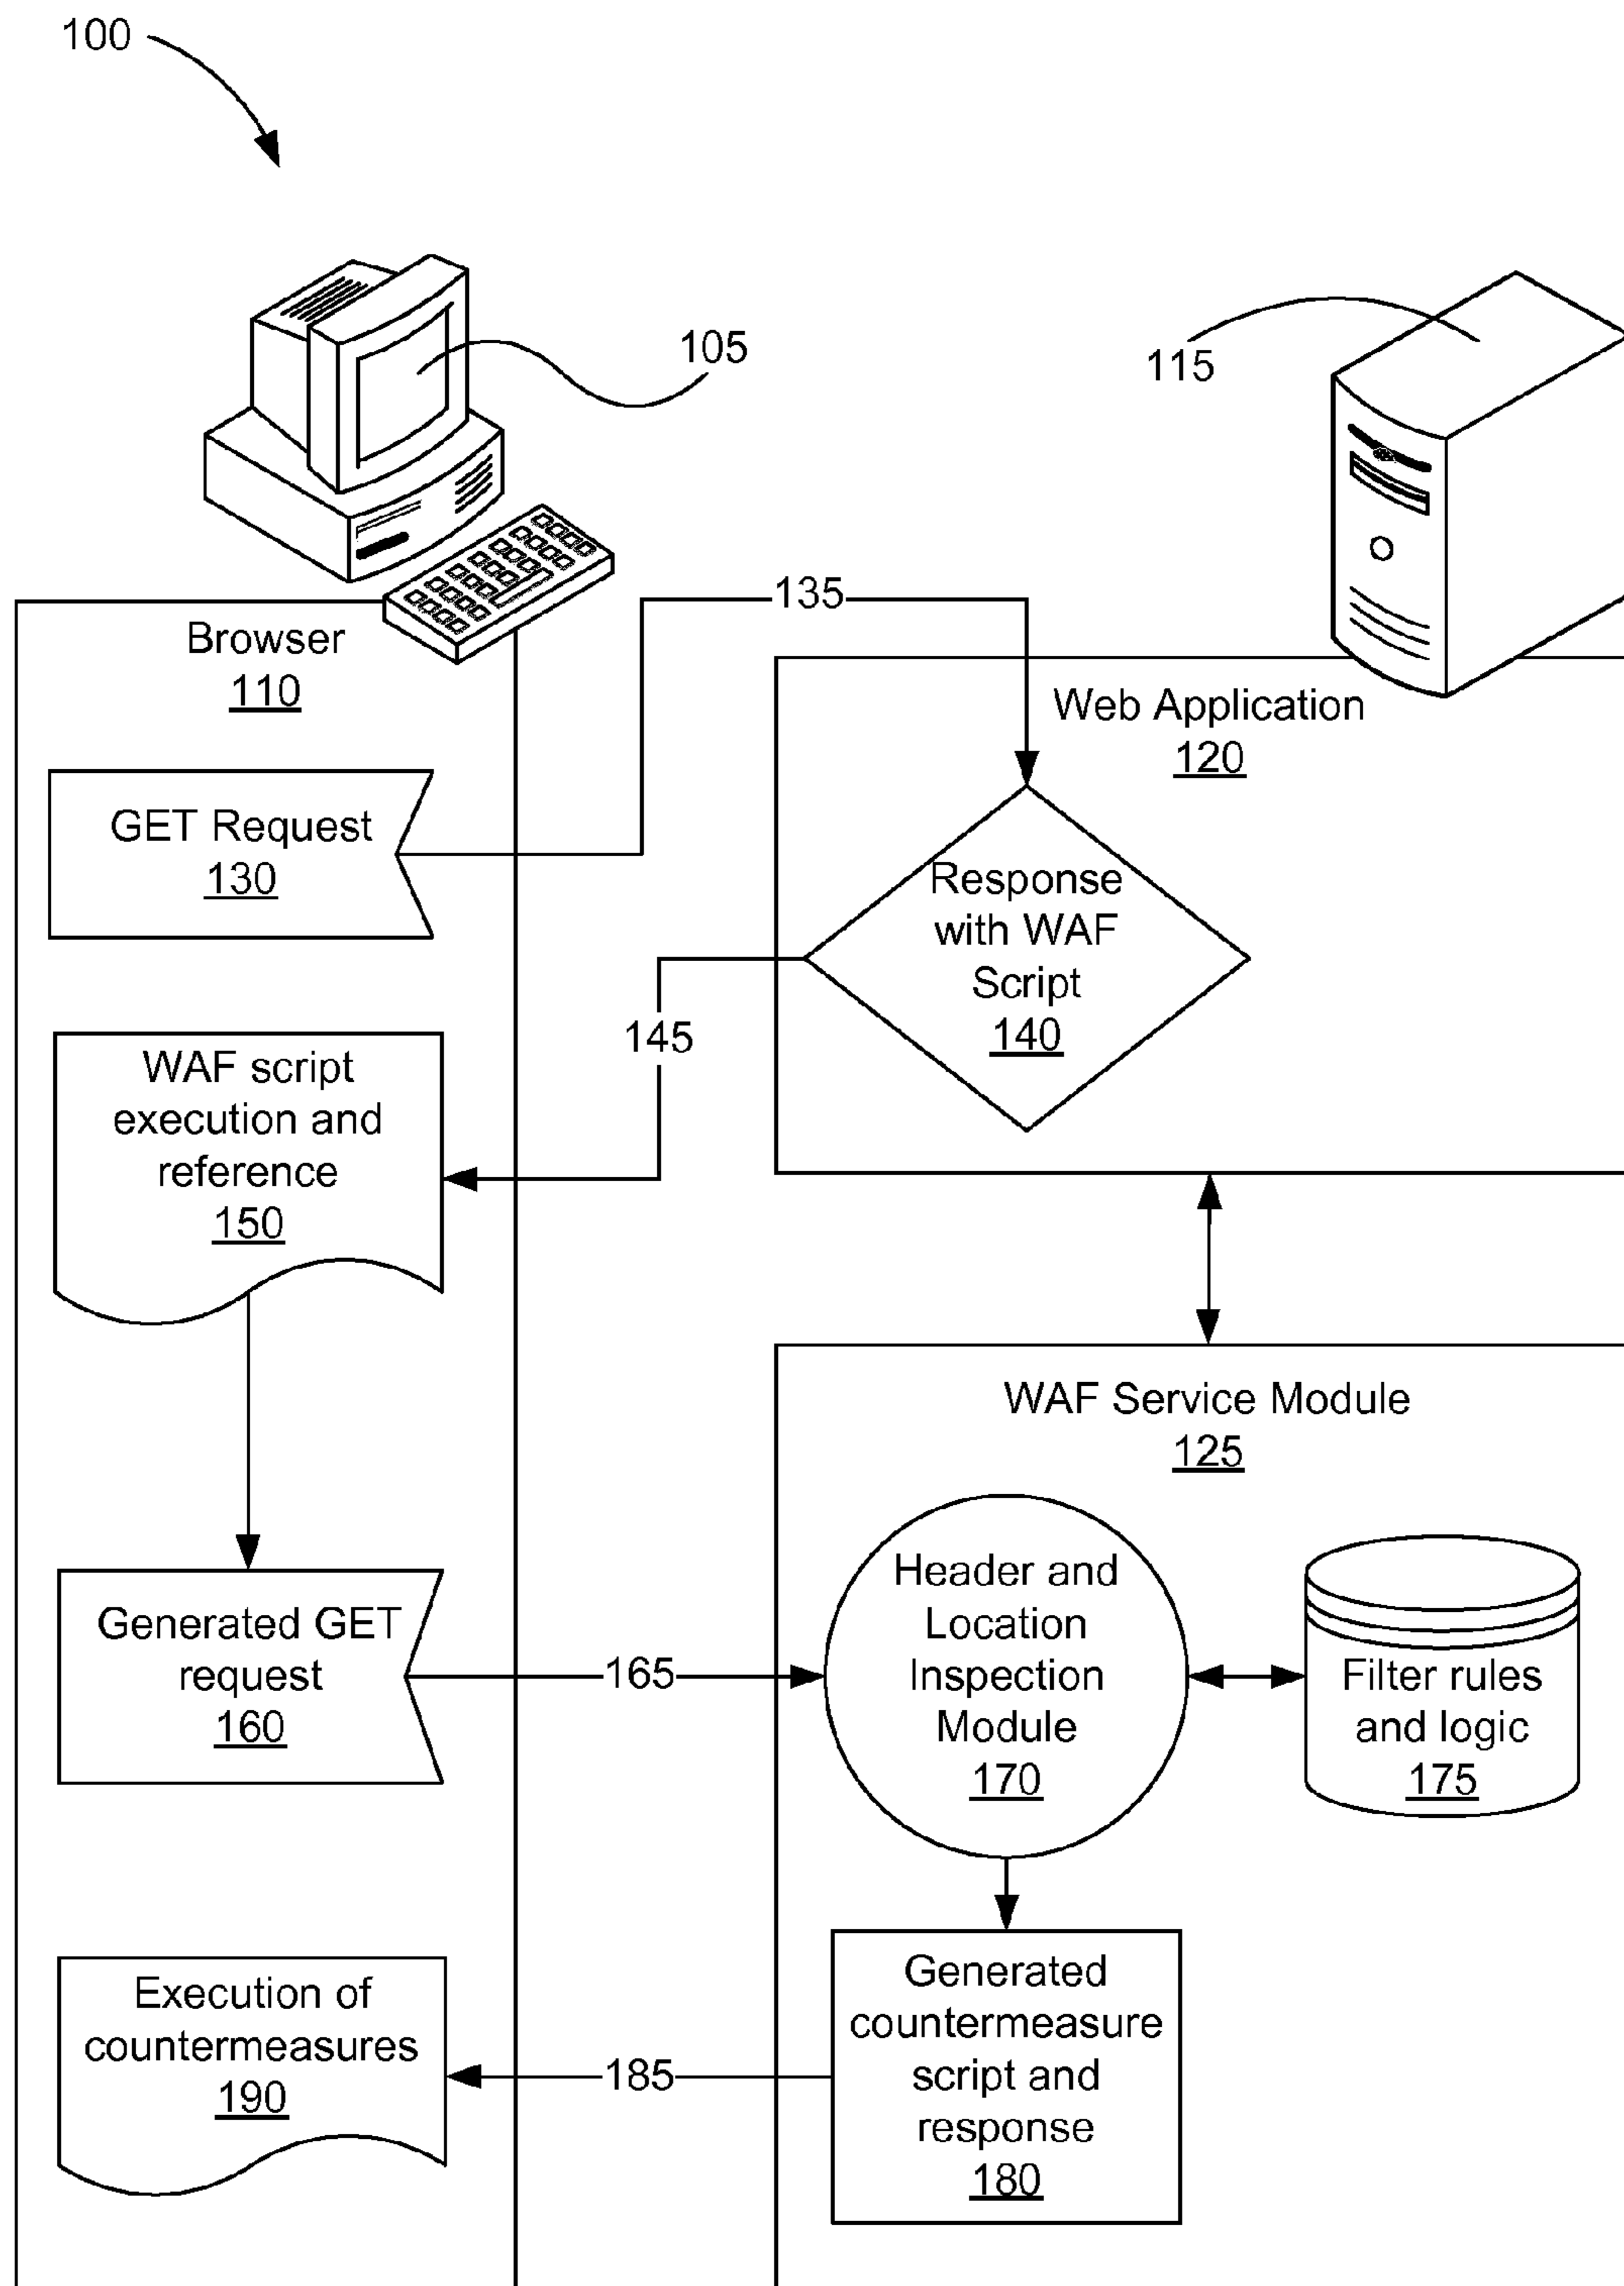 100
105
115
135
Browser
110
Web Application
120
GET Request
130
Response
with WAF
Script
140
145
WAF script
execution and
reference
150
WAF Service Module
125
Header and
Location
Inspection
Module
170
Generated GET
request
160
165
Filter rules
and logic
175
Execution of
countermeasures
190
185
Generated
countermeasure
script and
response
180